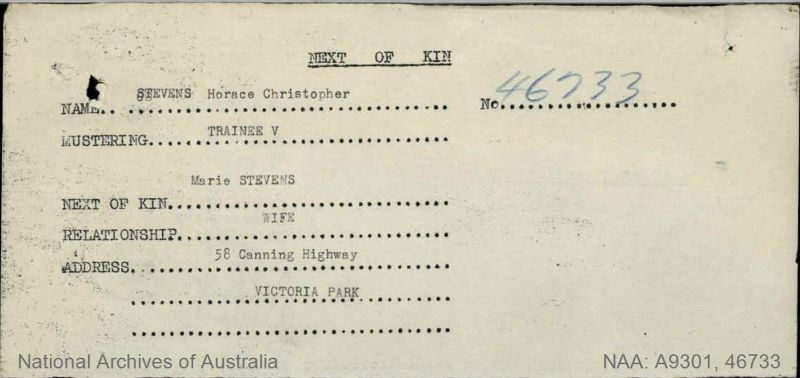 NEXT OF KIN
NAME.. STEVENS Horace Christopher
No. 46733
MUSTERING. TRAINEE V
Marie STEVENS
NEXT OF KIN.
WIFE
RELATIONSHIP.
58 Canning Highway
ADDRESS.
VICTORIA PARK
National Archives of Australia
NAA: A9301, 46733